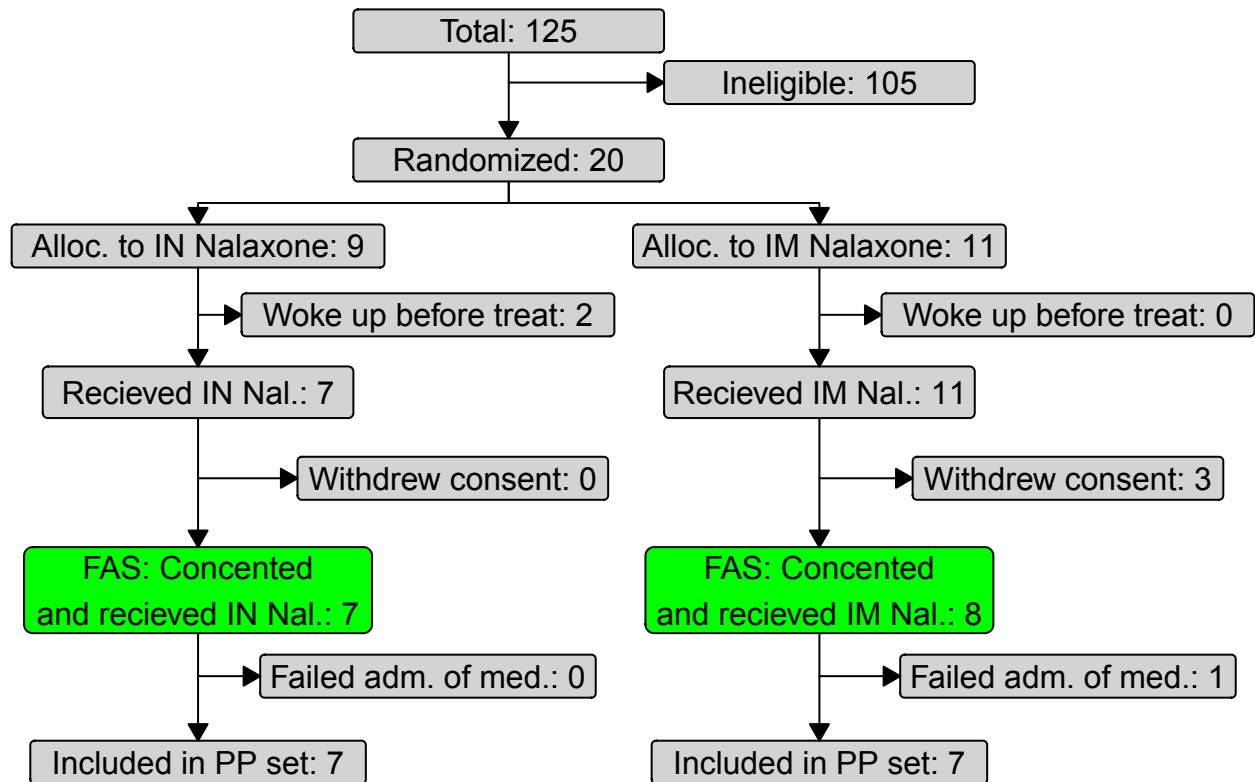 Total: 125
Ineligible: 105
Randomized: 20
Alloc. to IN Nalaxone: 9
Alloc. to IM Nalaxone: 11
Woke up before treat: 2
Woke up before treat: 0
Recieved IN Nal.: 7
Recieved IM Nal.: 11
Withdrew consent: 0
Withdrew consent: 3
FAS: Concented
and recieved IN Nal.: 7
FAS: Concented
and recieved IM Nal.: 8
Failed adm. of med.: 0
Failed adm. of med.: 1
Included in PP set: 7
Included in PP set: 7